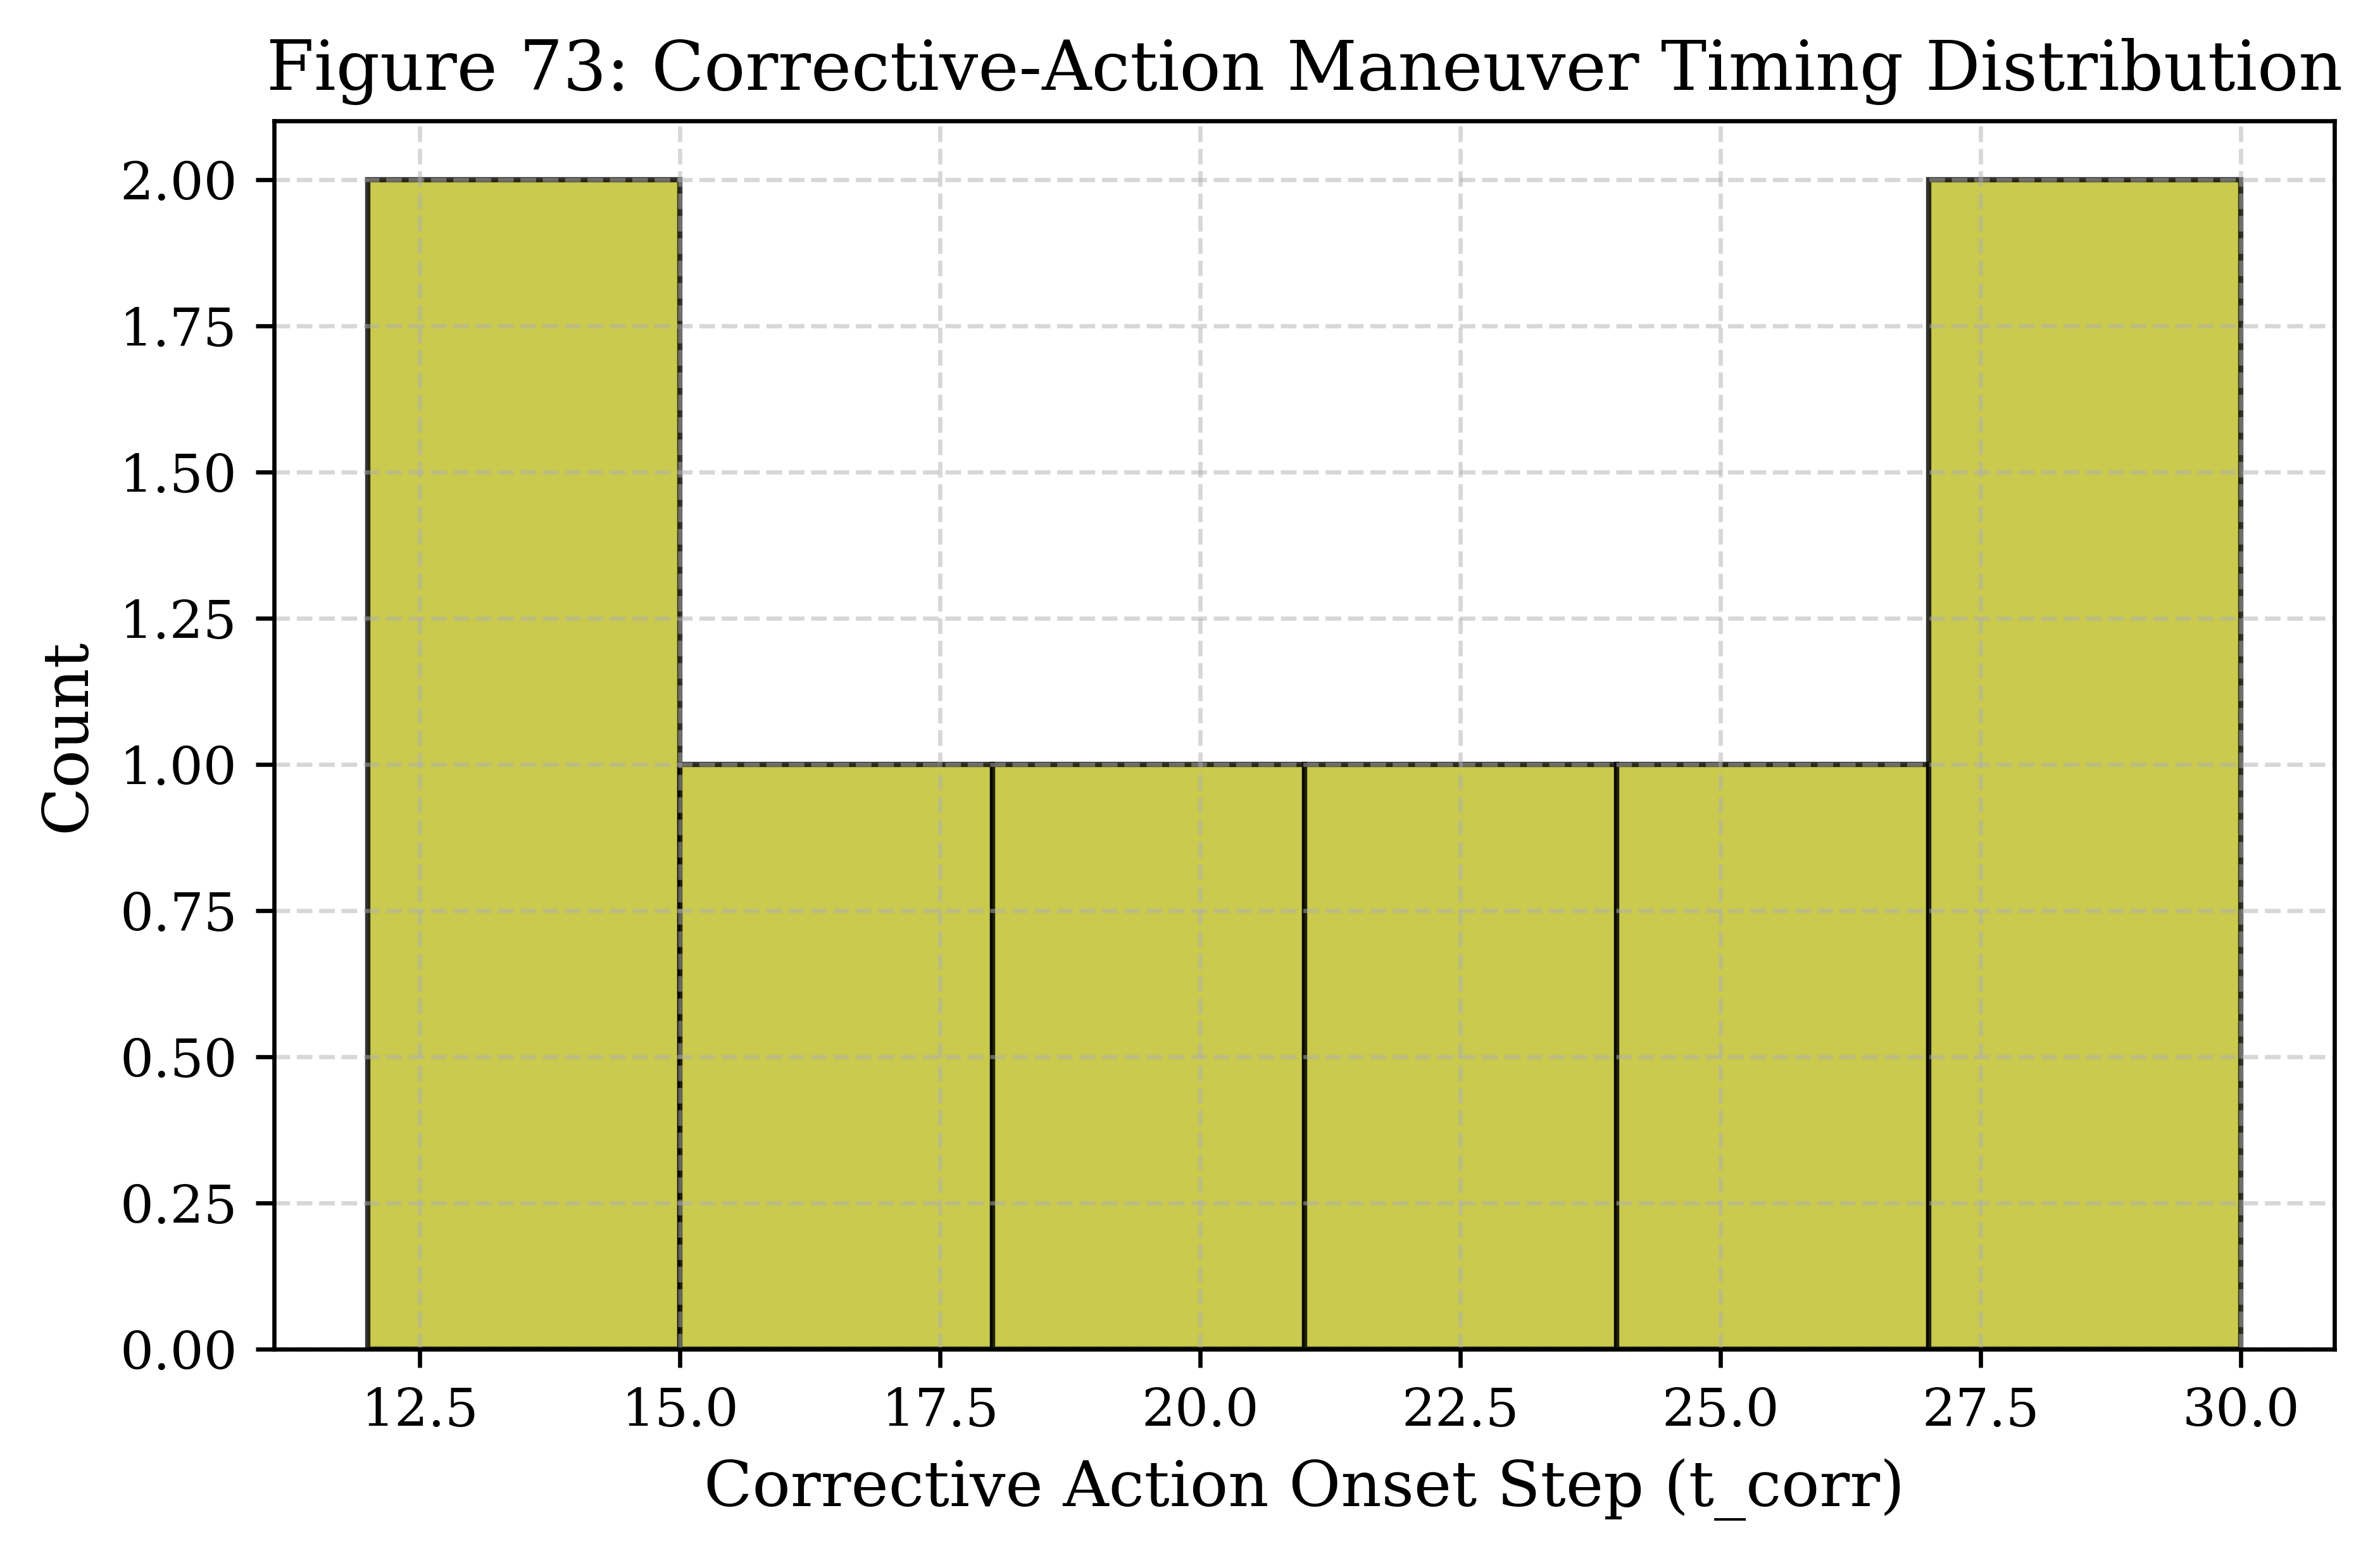 Figure 73: Corrective-Action Maneuver Timing Distribution
Count
2.00
1.75
1.50
1.25
1.00
0.75
0.50
0.25
0.00
12.5 15.0 17.5 20.0 22.5 25.0 27.5 30.0
Corrective Action Onset Step (t_corr)